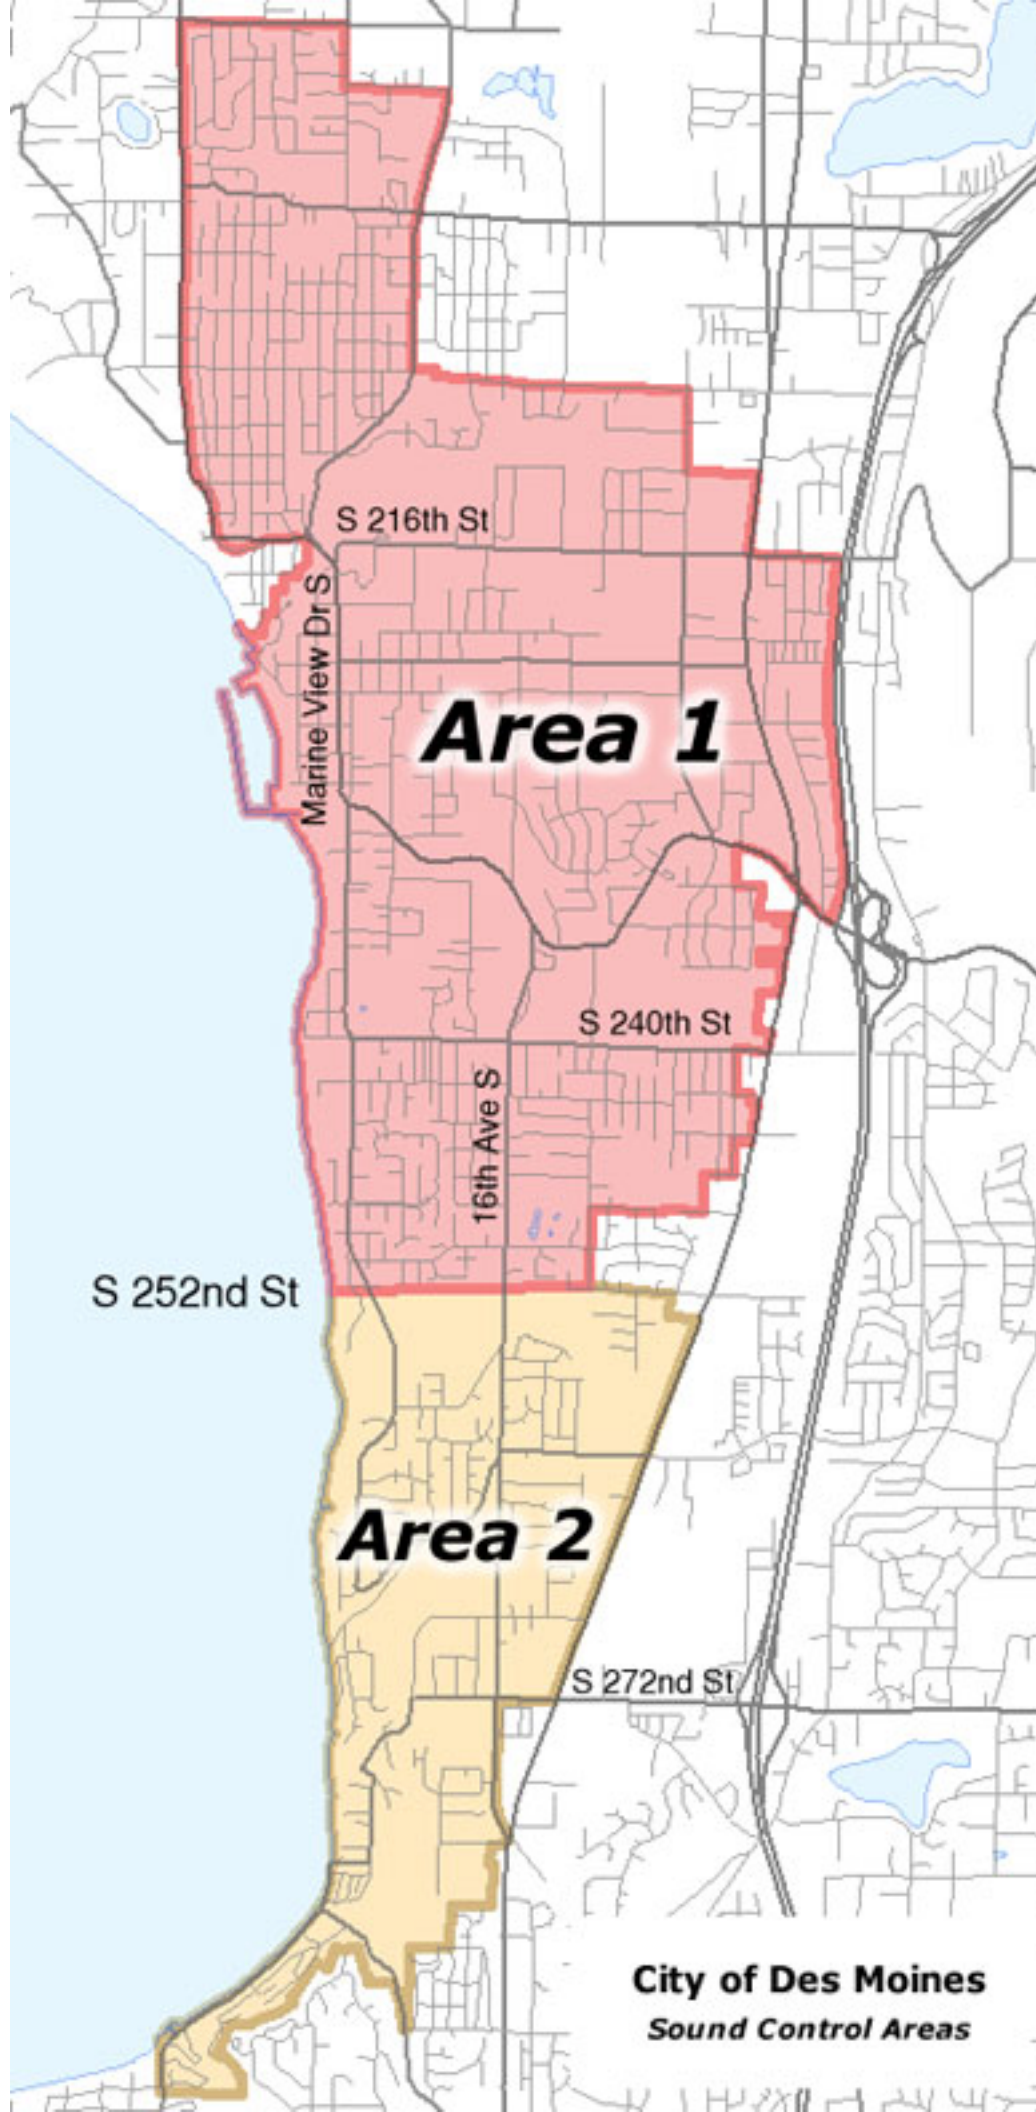 S 216th St
Marine View Dr S
Area 1
S 240th St
16th Ave S
S 252nd St
Area 2
S 272nd St
City of Des Moines
Sound Control Areas